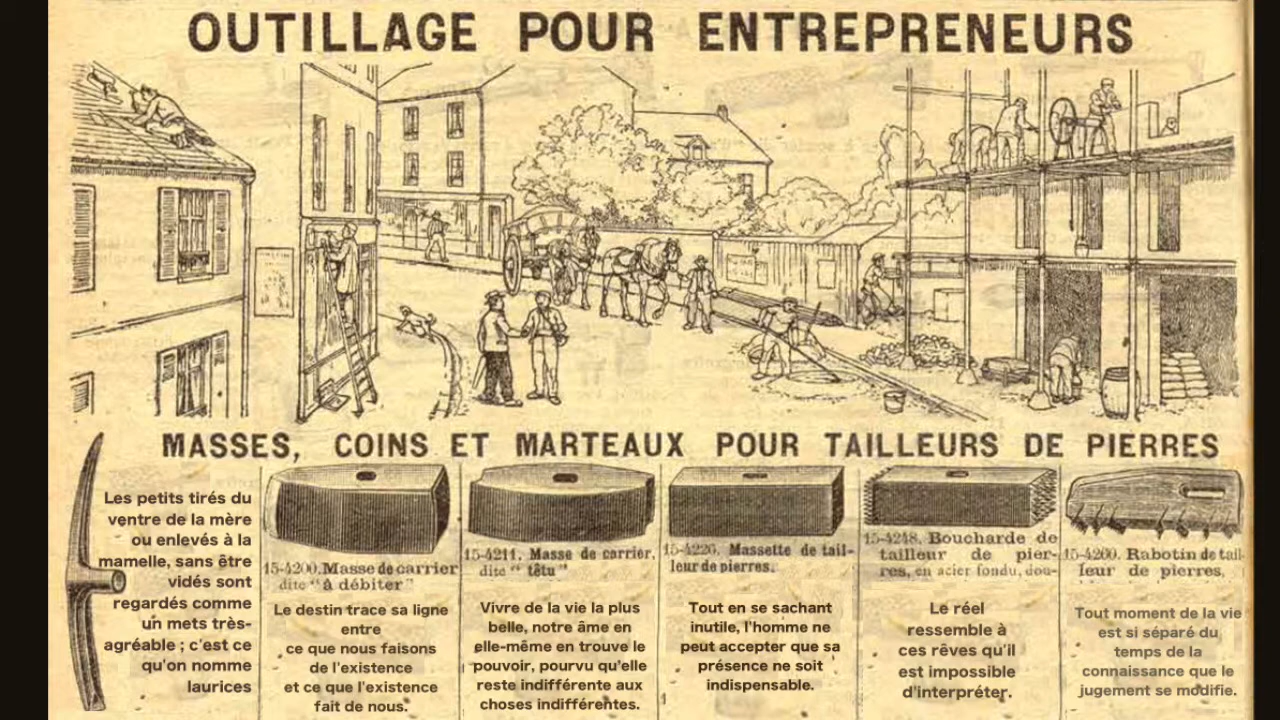 OUTILLAGE POUR ENTREPRENEURS
MASSES, COINS ET MARTEAUX POUR TAILLEURS DE PIERRES
Les petits tirés du
ventre de la mère
ou enlevés à la
mamelle, sans être
vidés sont
regardés comme
un mets très-
agréable ; c'est ce
qu'on nomme
laurices
15-4200. Masse de carrier
dite " à débiter "
Le destin trace sa ligne
entre
ce que nous faisons
de l'existence
et ce que l'existence
fait de nous.
15-4211. Masse de carrier,
dite " têtu "
Vivre de la vie la plus
belle, notre âme en
elle-même en trouve le
pouvoir, pourvu qu'elle
reste indifférente aux
choses indifférentes.
15-4220. Massette de tail-
leur de pierres.
Tout en se sachant
inutile, l'homme ne
peut accepter que sa
présence ne soit
indispensable.
15-4248. Boucharde de
tailleur de pier-
res, en acier fondu, dou-
Le réel
ressemble à
ces rêves qu'il
est impossible
d'interpréter.
15-4260. Rabotin de tail-
leur de pierres,
Tout moment de la vie
est si séparé du
temps de la
connaissance que le
jugement se modifie.